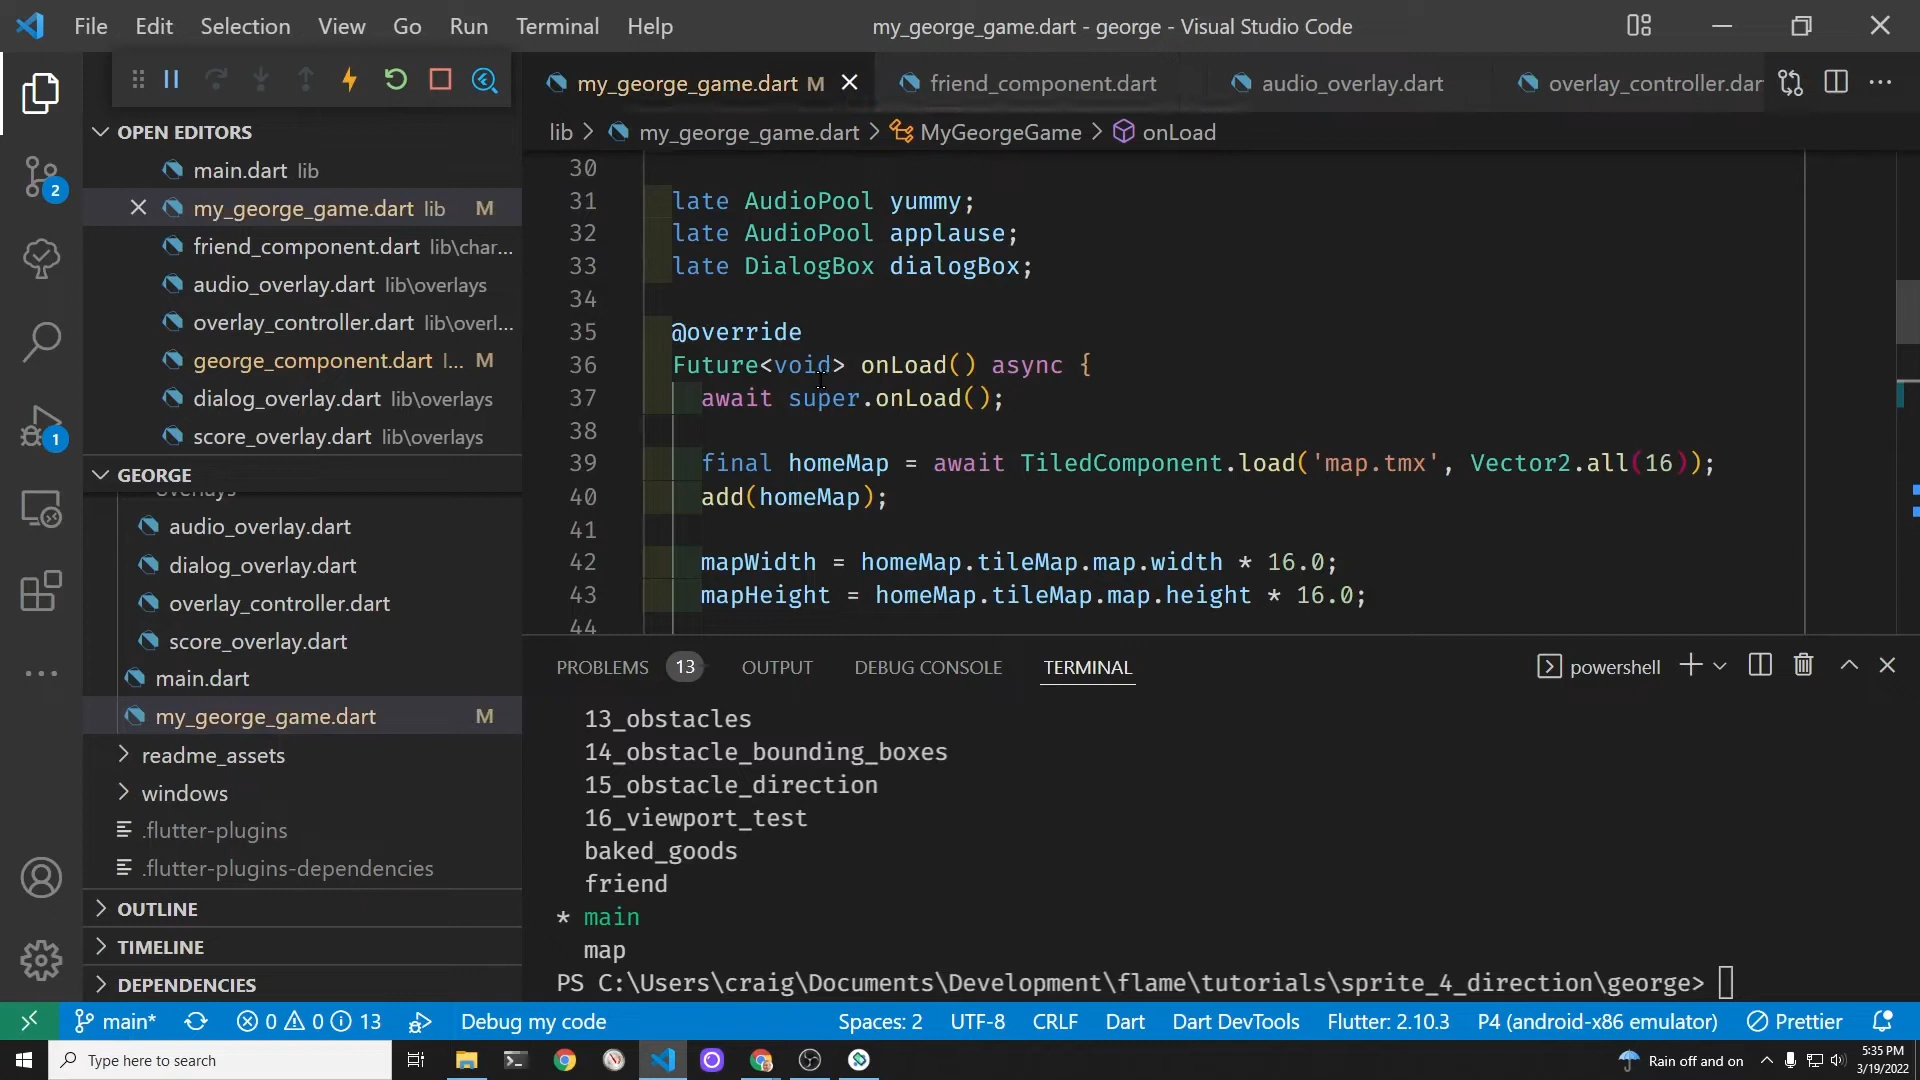 File Edit Selection View Go Run Terminal Help
my_george_game.dart - george - Visual Studio Code
my_george_game.dart M
friend_component.dart
audio_overlay.dart
overlay_controller.dar
lib > my_george_game.dart > MyGeorgeGame > onLoad
2
1
OPEN EDITORS
main.dart lib
my_george_game.dart lib M
friend_component.dart lib\char...
audio_overlay.dart lib\overlays
overlay_controller.dart lib\overl...
george_component.dart l... M
dialog_overlay.dart lib\overlays
score_overlay.dart lib\overlays
GEORGE
overlays
audio_overlay.dart
dialog_overlay.dart
overlay_controller.dart
score_overlay.dart
main.dart
my_george_game.dart M
readme_assets
windows
.flutter-plugins
.flutter-plugins-dependencies
OUTLINE
TIMELINE
DEPENDENCIES
30
31 late AudioPool yummy;
32 late AudioPool applause;
33 late DialogBox dialogBox;
34
35 @override
36 Future<void> onLoad() async {
37 await super.onLoad();
38
39 final homeMap = await TiledComponent.load('map.tmx', Vector2.all(16));
40 add(homeMap);
41
42 mapWidth = homeMap.tileMap.map.width * 16.0;
43 mapHeight = homeMap.tileMap.map.height * 16.0;
44
PROBLEMS 13 OUTPUT DEBUG CONSOLE TERMINAL
powershell
13_obstacles
14_obstacle_bounding_boxes
15_obstacle_direction
16_viewport_test
baked_goods
friend
* main
map
PS C:\Users\craig\Documents\Development\flame\tutorials\sprite_4_direction\george>
main* 0 0 13 Debug my code
Spaces: 2 UTF-8 CRLF Dart Dart DevTools Flutter: 2.10.3 P4 (android-x86 emulator) Prettier
Type here to search
Rain off and on
5:35 PM
3/19/2022